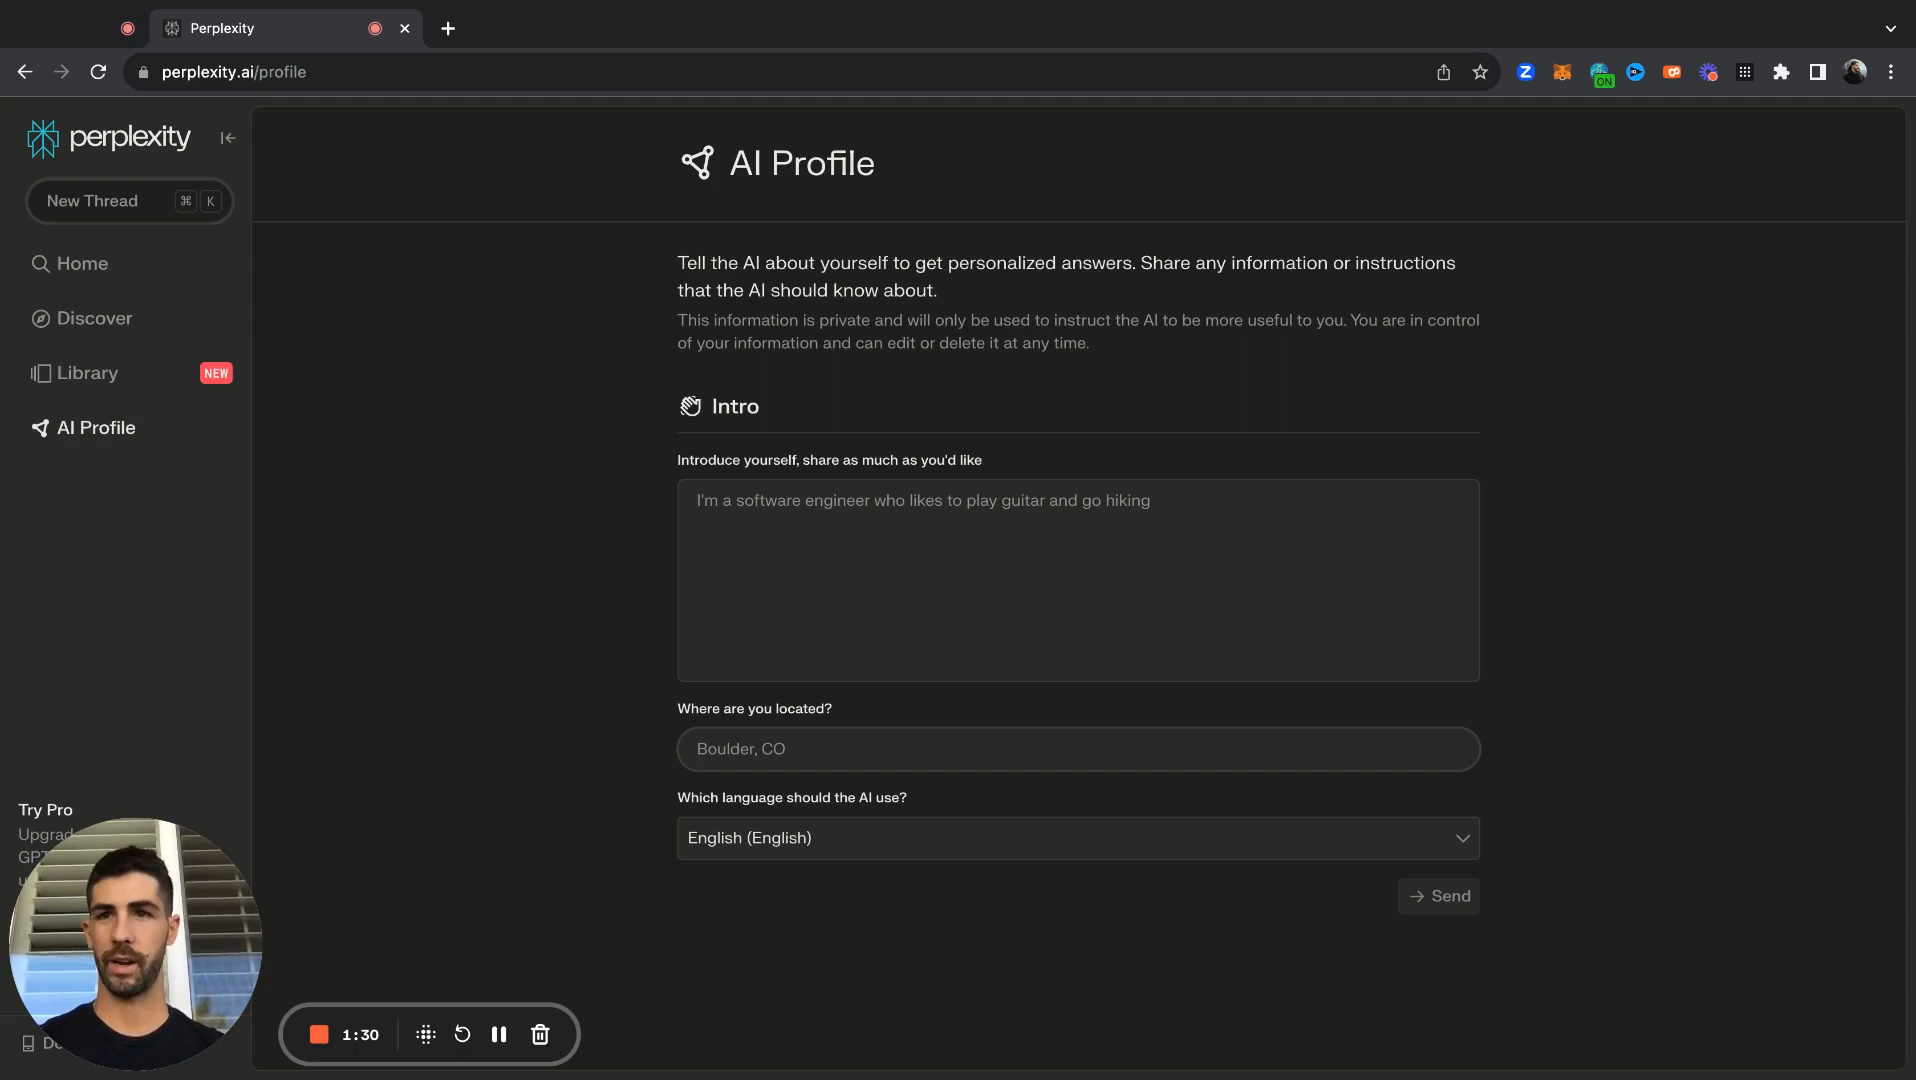 Perplexity
perplexity.ai/profile
ON
perplexity
New Thread ⌘ K
Home
Discover
Library NEW
AI Profile
Try Pro
AI Profile
Tell the AI about yourself to get personalized answers. Share any information or instructions
that the AI should know about.
This information is private and will only be used to instruct the AI to be more useful to you. You are in control
of your information and can edit or delete it at any time.
Intro
Introduce yourself, share as much as you'd like
I'm a software engineer who likes to play guitar and go hiking
Where are you located?
Boulder, CO
Which language should the AI use?
English (English)
Send
1:30